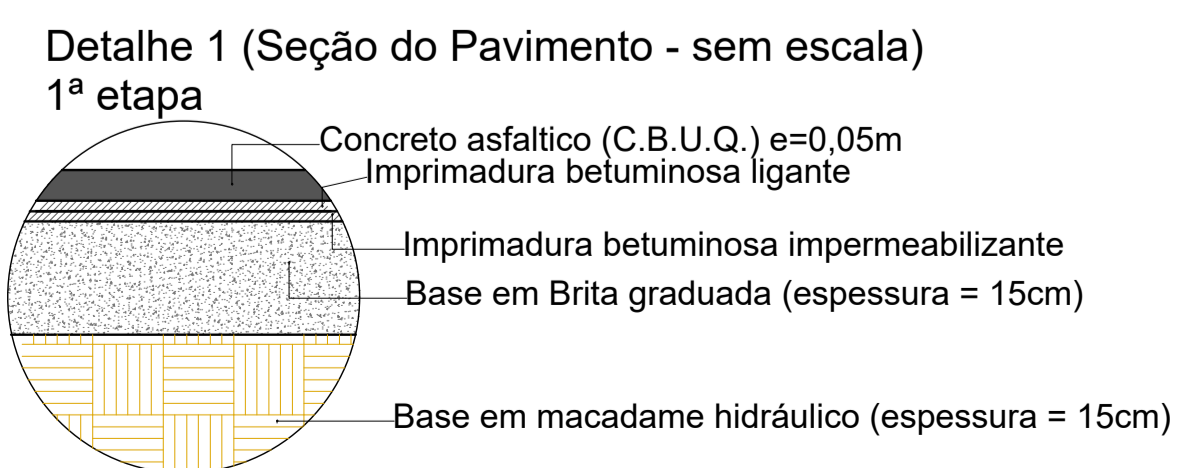 Detalhe 1 (Seção do Pavimento - sem escala)
1ª etapa
Concreto asfaltico (C.B.U.Q.) e=0,05m
Imprimadura betuminosa ligante
Imprimadura betuminosa impermeabilizante
Base em Brita graduada (espessura = 15cm)
Base em macadame hidráulico (espessura = 15cm)